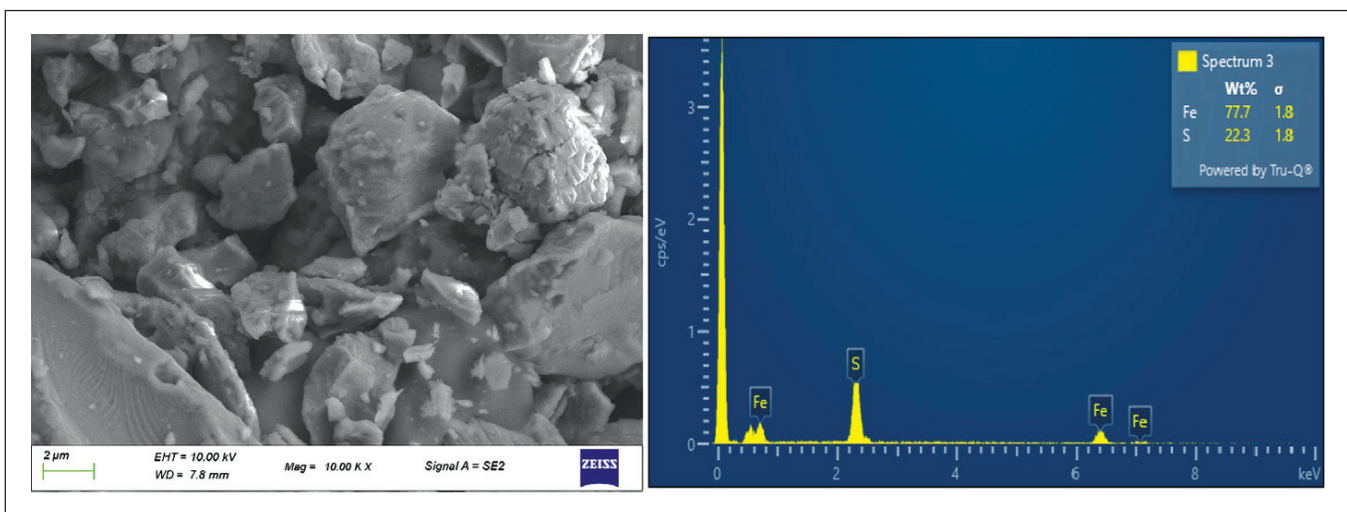 2 µm
EHT = 10.00 kV
WD = 7.8 mm
Mag = 10.00 K X
Signal A = SE2
ZEISS
Spectrum 3
Wt% σ
Fe 77.7 1.8
S 22.3 1.8
Powered by Tru-Q®
cps/eV
3
2
1
0
Fe
S
Fe
Fe
0 2 4 6 8 keV